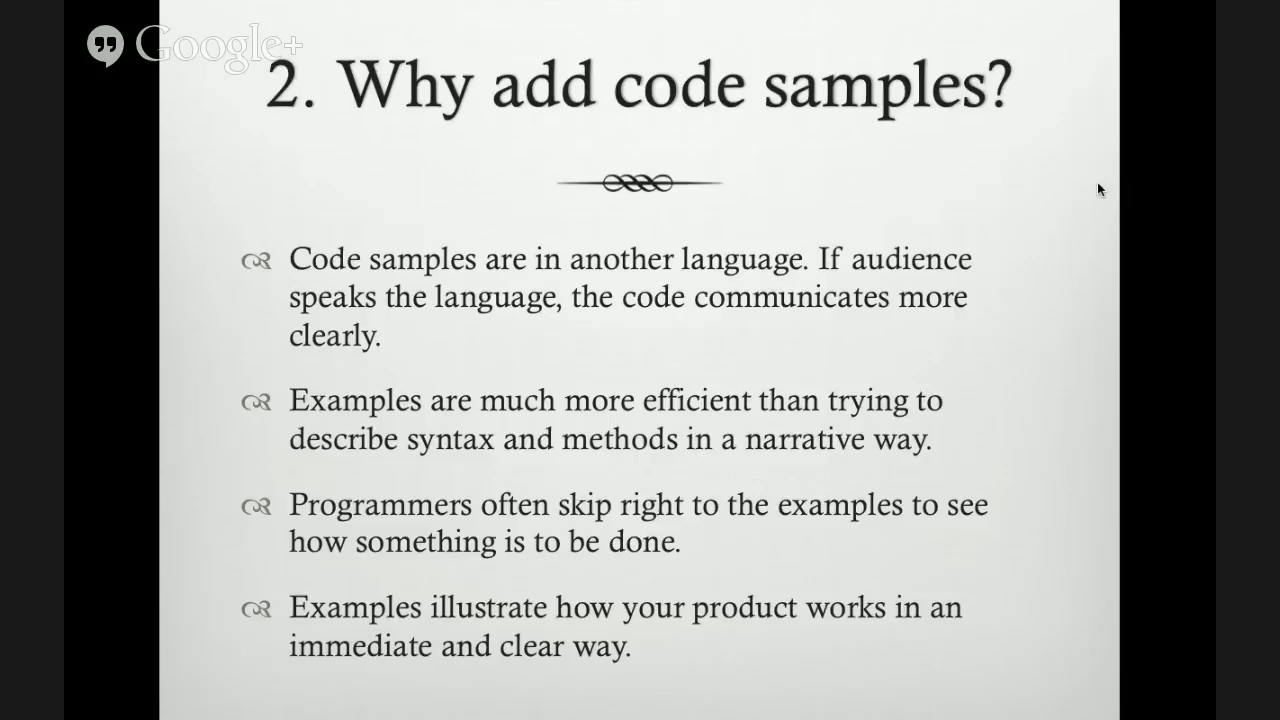 Google+
2. Why add code samples?
Code samples are in another language. If audience
speaks the language, the code communicates more
clearly.
Examples are much more efficient than trying to
describe syntax and methods in a narrative way.
Programmers often skip right to the examples to see
how something is to be done.
Examples illustrate how your product works in an
immediate and clear way.